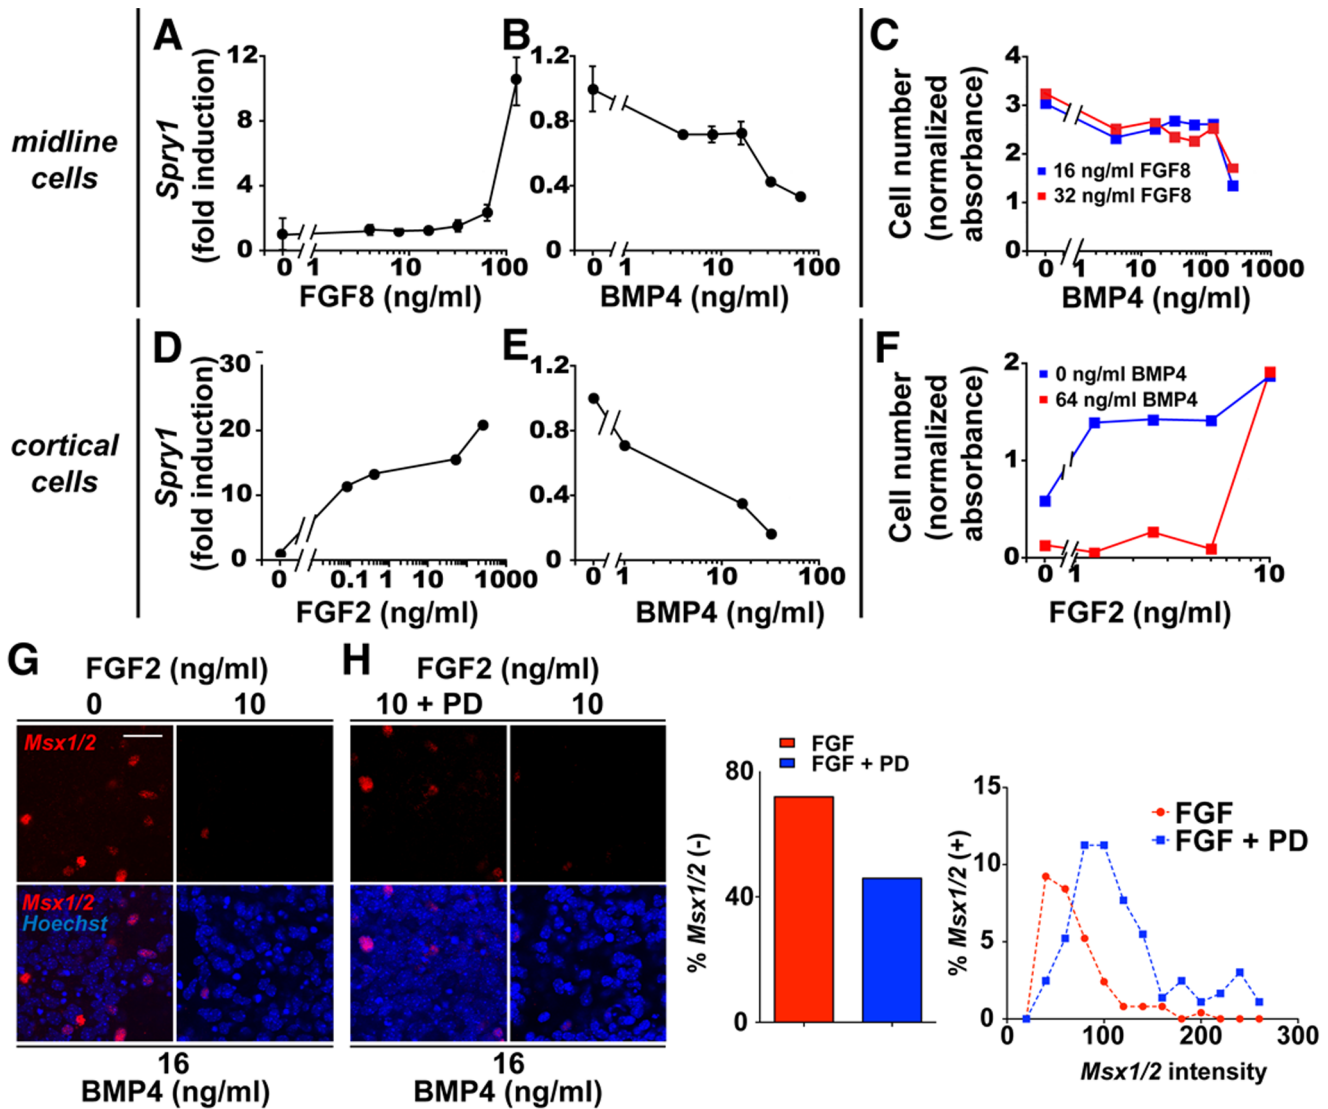 midline
cells
A
Spry1
(fold induction)
12
8
4
0
0 1 10 100
FGF8 (ng/ml)
B
1.2
0.8
0.4
0
0 1 10 100
BMP4 (ng/ml)
C
Cell number
(normalized
absorbance)
4
3
2
1
0
16 ng/ml FGF8
32 ng/ml FGF8
0 1 10 100 1000
BMP4 (ng/ml)
cortical
cells
D
Spry1
(fold induction)
30
20
10
0
0 0.1 1 10 1000
FGF2 (ng/ml)
E
1.2
0.8
0.4
0
0 1 10 100
BMP4 (ng/ml)
F
Cell number
(normalized
absorbance)
2
1
0
0 ng/ml BMP4
64 ng/ml BMP4
0 1 10
FGF2 (ng/ml)
G
FGF2 (ng/ml)
0 10
Msx1/2
Msx1/2
Hoechst
16
BMP4 (ng/ml)
H
FGF2 (ng/ml)
10 + PD 10
16
BMP4 (ng/ml)
FGF
FGF + PD
% Msx1/2 (-)
80
40
0
% Msx1/2 (+)
15
10
5
0
FGF
FGF + PD
0 100 200 300
Msx1/2 intensity